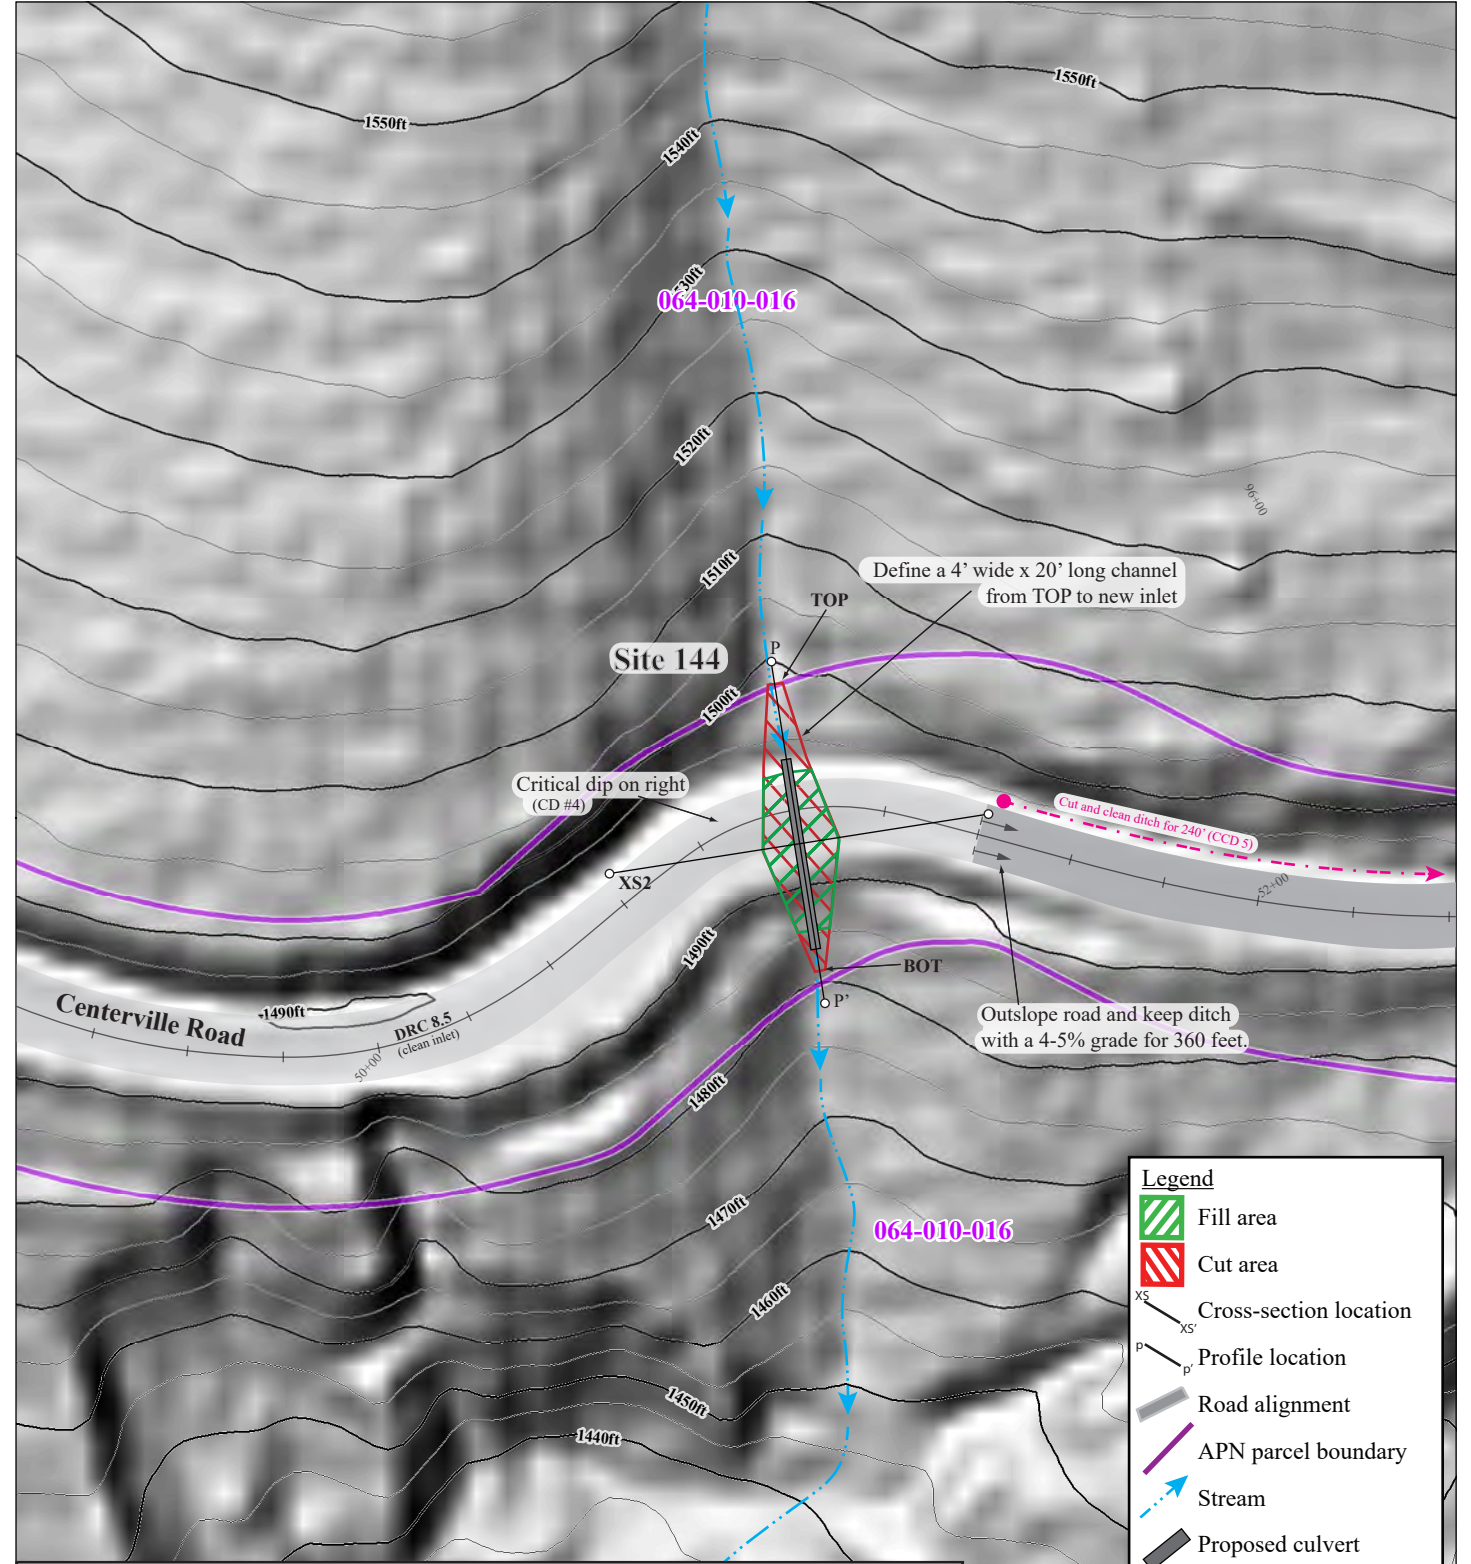 1550ft
1550ft
1540ft
30ft
064-010-016
1520ft
96+00
1510ft
Define a 4’ wide x 20’ long channel
from TOP to new inlet
TOP
P
Site 144
1500ft
Critical dip on right
(CD #4)
Cut and clean ditch for 240’ (CCD 5)
XS2
52+00
1490ft
BOT
P’
1490ft
Centerville Road
DRC 8.5
(clean inlet)
50+00
Outslope road and keep ditch
with a 4-5% grade for 360 feet.
1480ft
1470ft
064-010-016
1460ft
1450ft
1440ft
Legend
Fill area
Cut area
XS
XS’
Cross-section location
P
P’
Profile location
Road alignment
APN parcel boundary
Stream
Proposed culvert